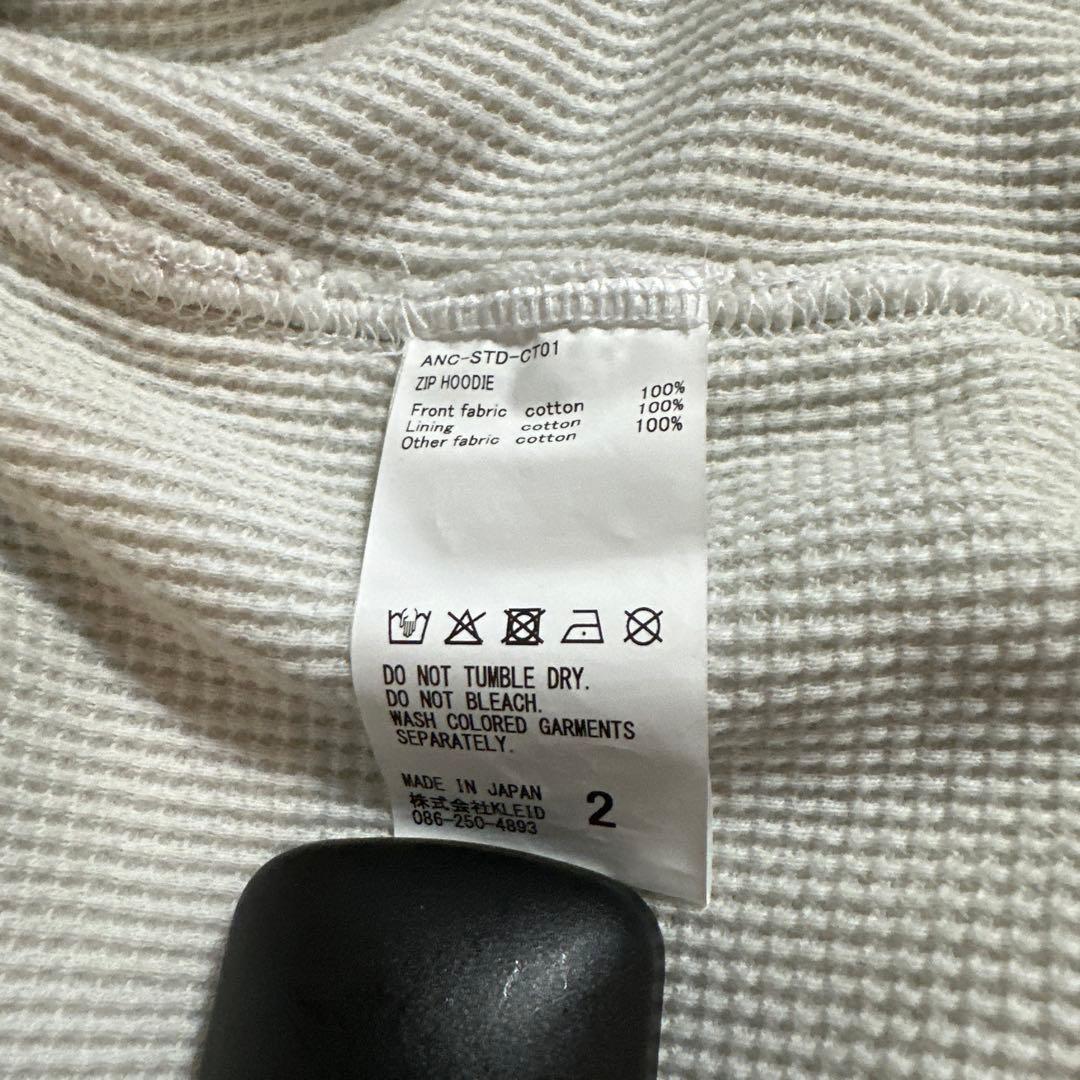 ANC-STD-CT01
ZIP HOODIE
Front fabric cotton 100%
Lining cotton 100%
Other fabric cotton 100%
DO NOT TUMBLE DRY.
DO NOT BLEACH.
WASH COLORED GARMENTS
SEPARATELY.
MADE IN JAPAN
株式会社KLEID
086-250-4893
2